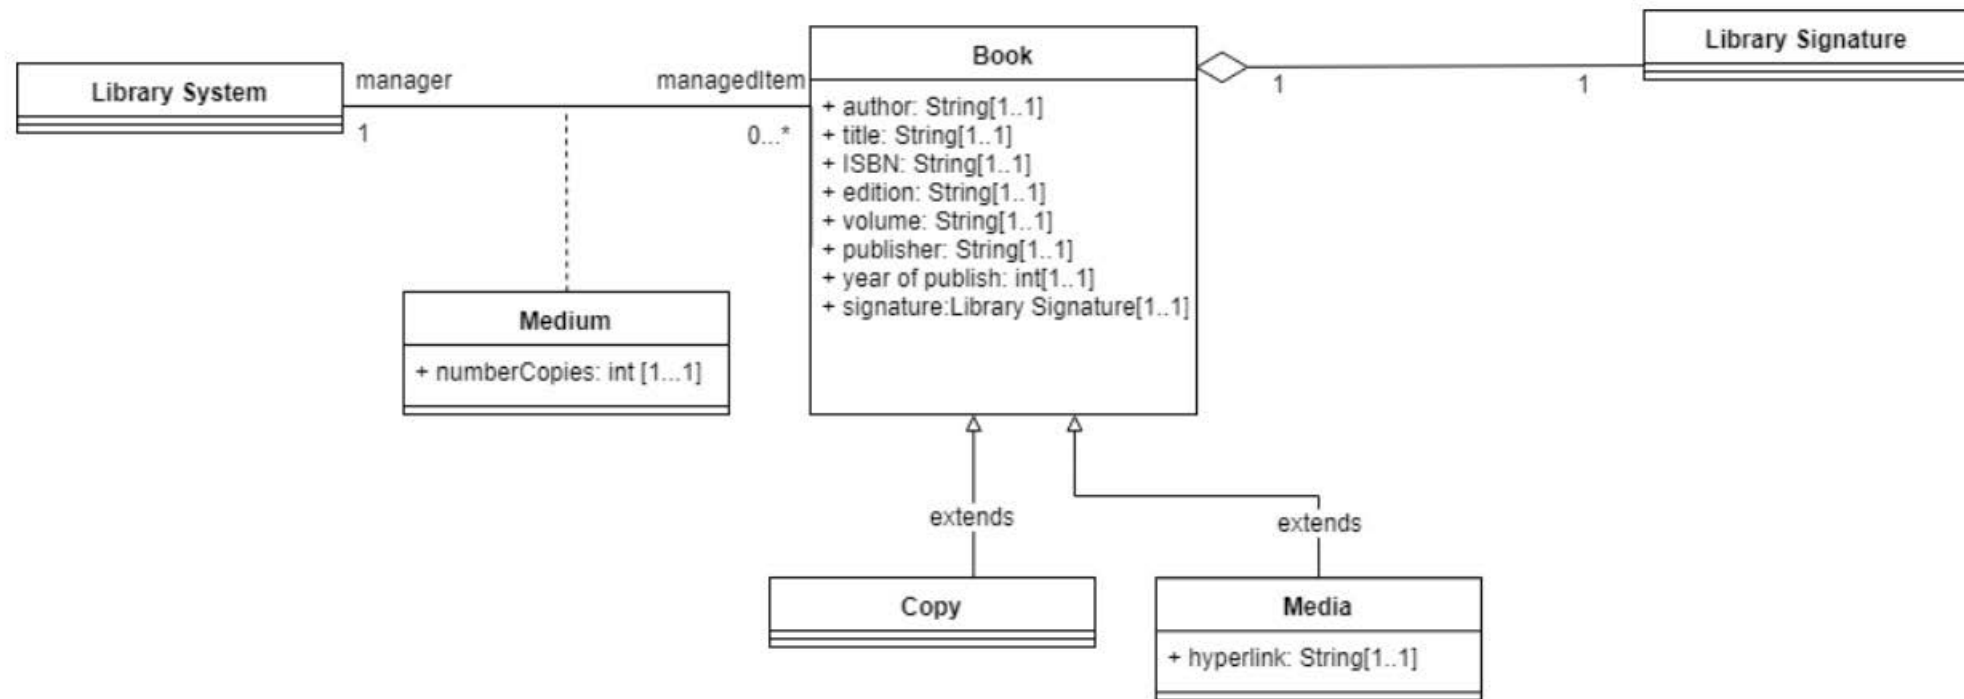 Library System
manager
1
managedItem
0...*
Medium
+ numberCopies: int [1...1]
Book
+ author: String[1..1]
+ title: String[1..1]
+ ISBN: String[1..1]
+ edition: String[1..1]
+ volume: String[1..1]
+ publisher: String[1..1]
+ year of publish: int[1..1]
+ signature:Library Signature[1..1]
1
1
Library Signature
extends
extends
Copy
Media
+ hyperlink: String[1..1]